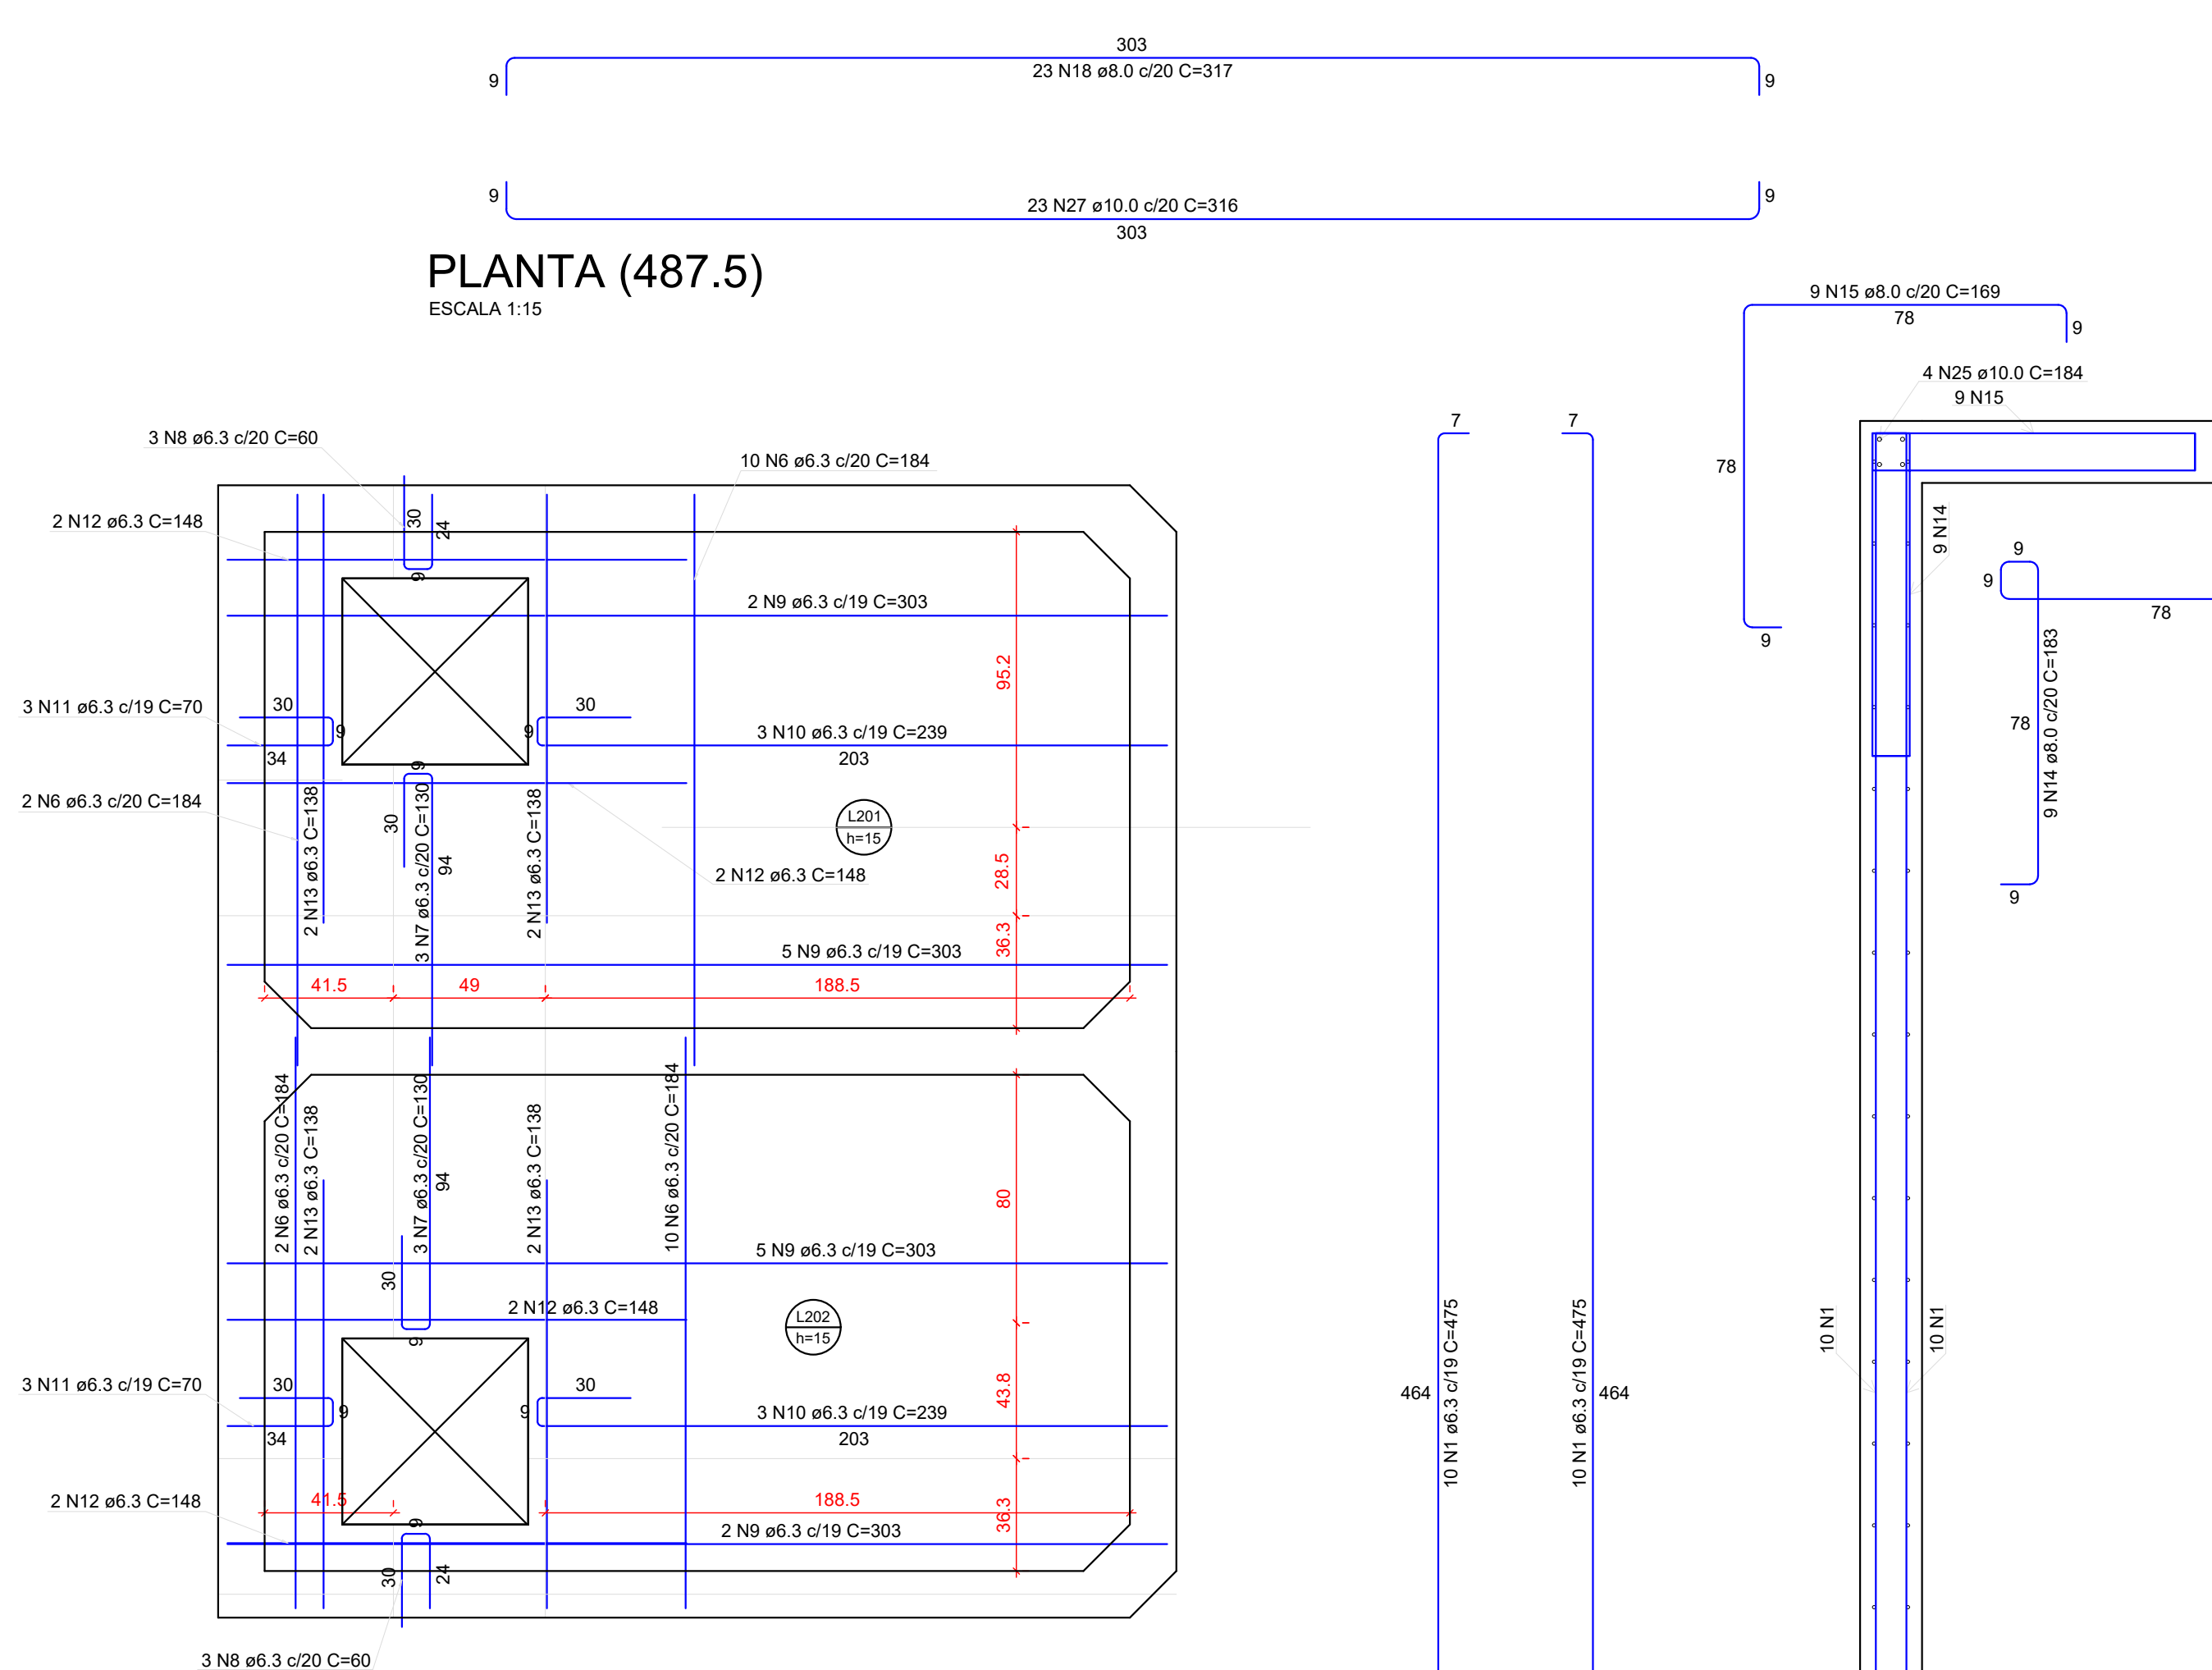 303
23 N18 ø8.0 c/20 C=317
9
9
9
9
23 N27 ø10.0 c/20 C=316
303
PLANTA (487.5)
ESCALA 1:15
9 N15 ø8.0 c/20 C=169
78
9
78
9
4 N25 ø10.0 C=184
9 N15
9 N14
9
9
78
78
9 N14 ø8.0 c/20 C=183
9
7
7
464
10 N1 ø6.3 c/19 C=475
10 N1 ø6.3 c/19 C=475
464
10 N1
10 N1
3 N8 ø6.3 c/20 C=60
10 N6 ø6.3 c/20 C=184
2 N12 ø6.3 C=148
30
24
9
2 N9 ø6.3 c/19 C=303
95.2
3 N11 ø6.3 c/19 C=70
30
9
34
9
30
3 N10 ø6.3 c/19 C=239
203
9
2 N6 ø6.3 c/20 C=184
2 N13 ø6.3 C=138
30
3 N7 ø6.3 c/20 C=130
94
2 N13 ø6.3 C=138
L201
h=15
2 N12 ø6.3 C=148
28.5
36.3
5 N9 ø6.3 c/19 C=303
41.5
49
188.5
2 N6 ø6.3 c/20 C=184
2 N13 ø6.3 C=138
3 N7 ø6.3 c/20 C=130
94
2 N13 ø6.3 C=138
10 N6 ø6.3 c/20 C=184
80
5 N9 ø6.3 c/19 C=303
30
2 N12 ø6.3 C=148
L202
h=15
9
3 N11 ø6.3 c/19 C=70
30
9
34
9
30
3 N10 ø6.3 c/19 C=239
203
43.8
2 N12 ø6.3 C=148
41.5
188.5
36.3
9
2 N9 ø6.3 c/19 C=303
30
24
3 N8 ø6.3 c/20 C=60